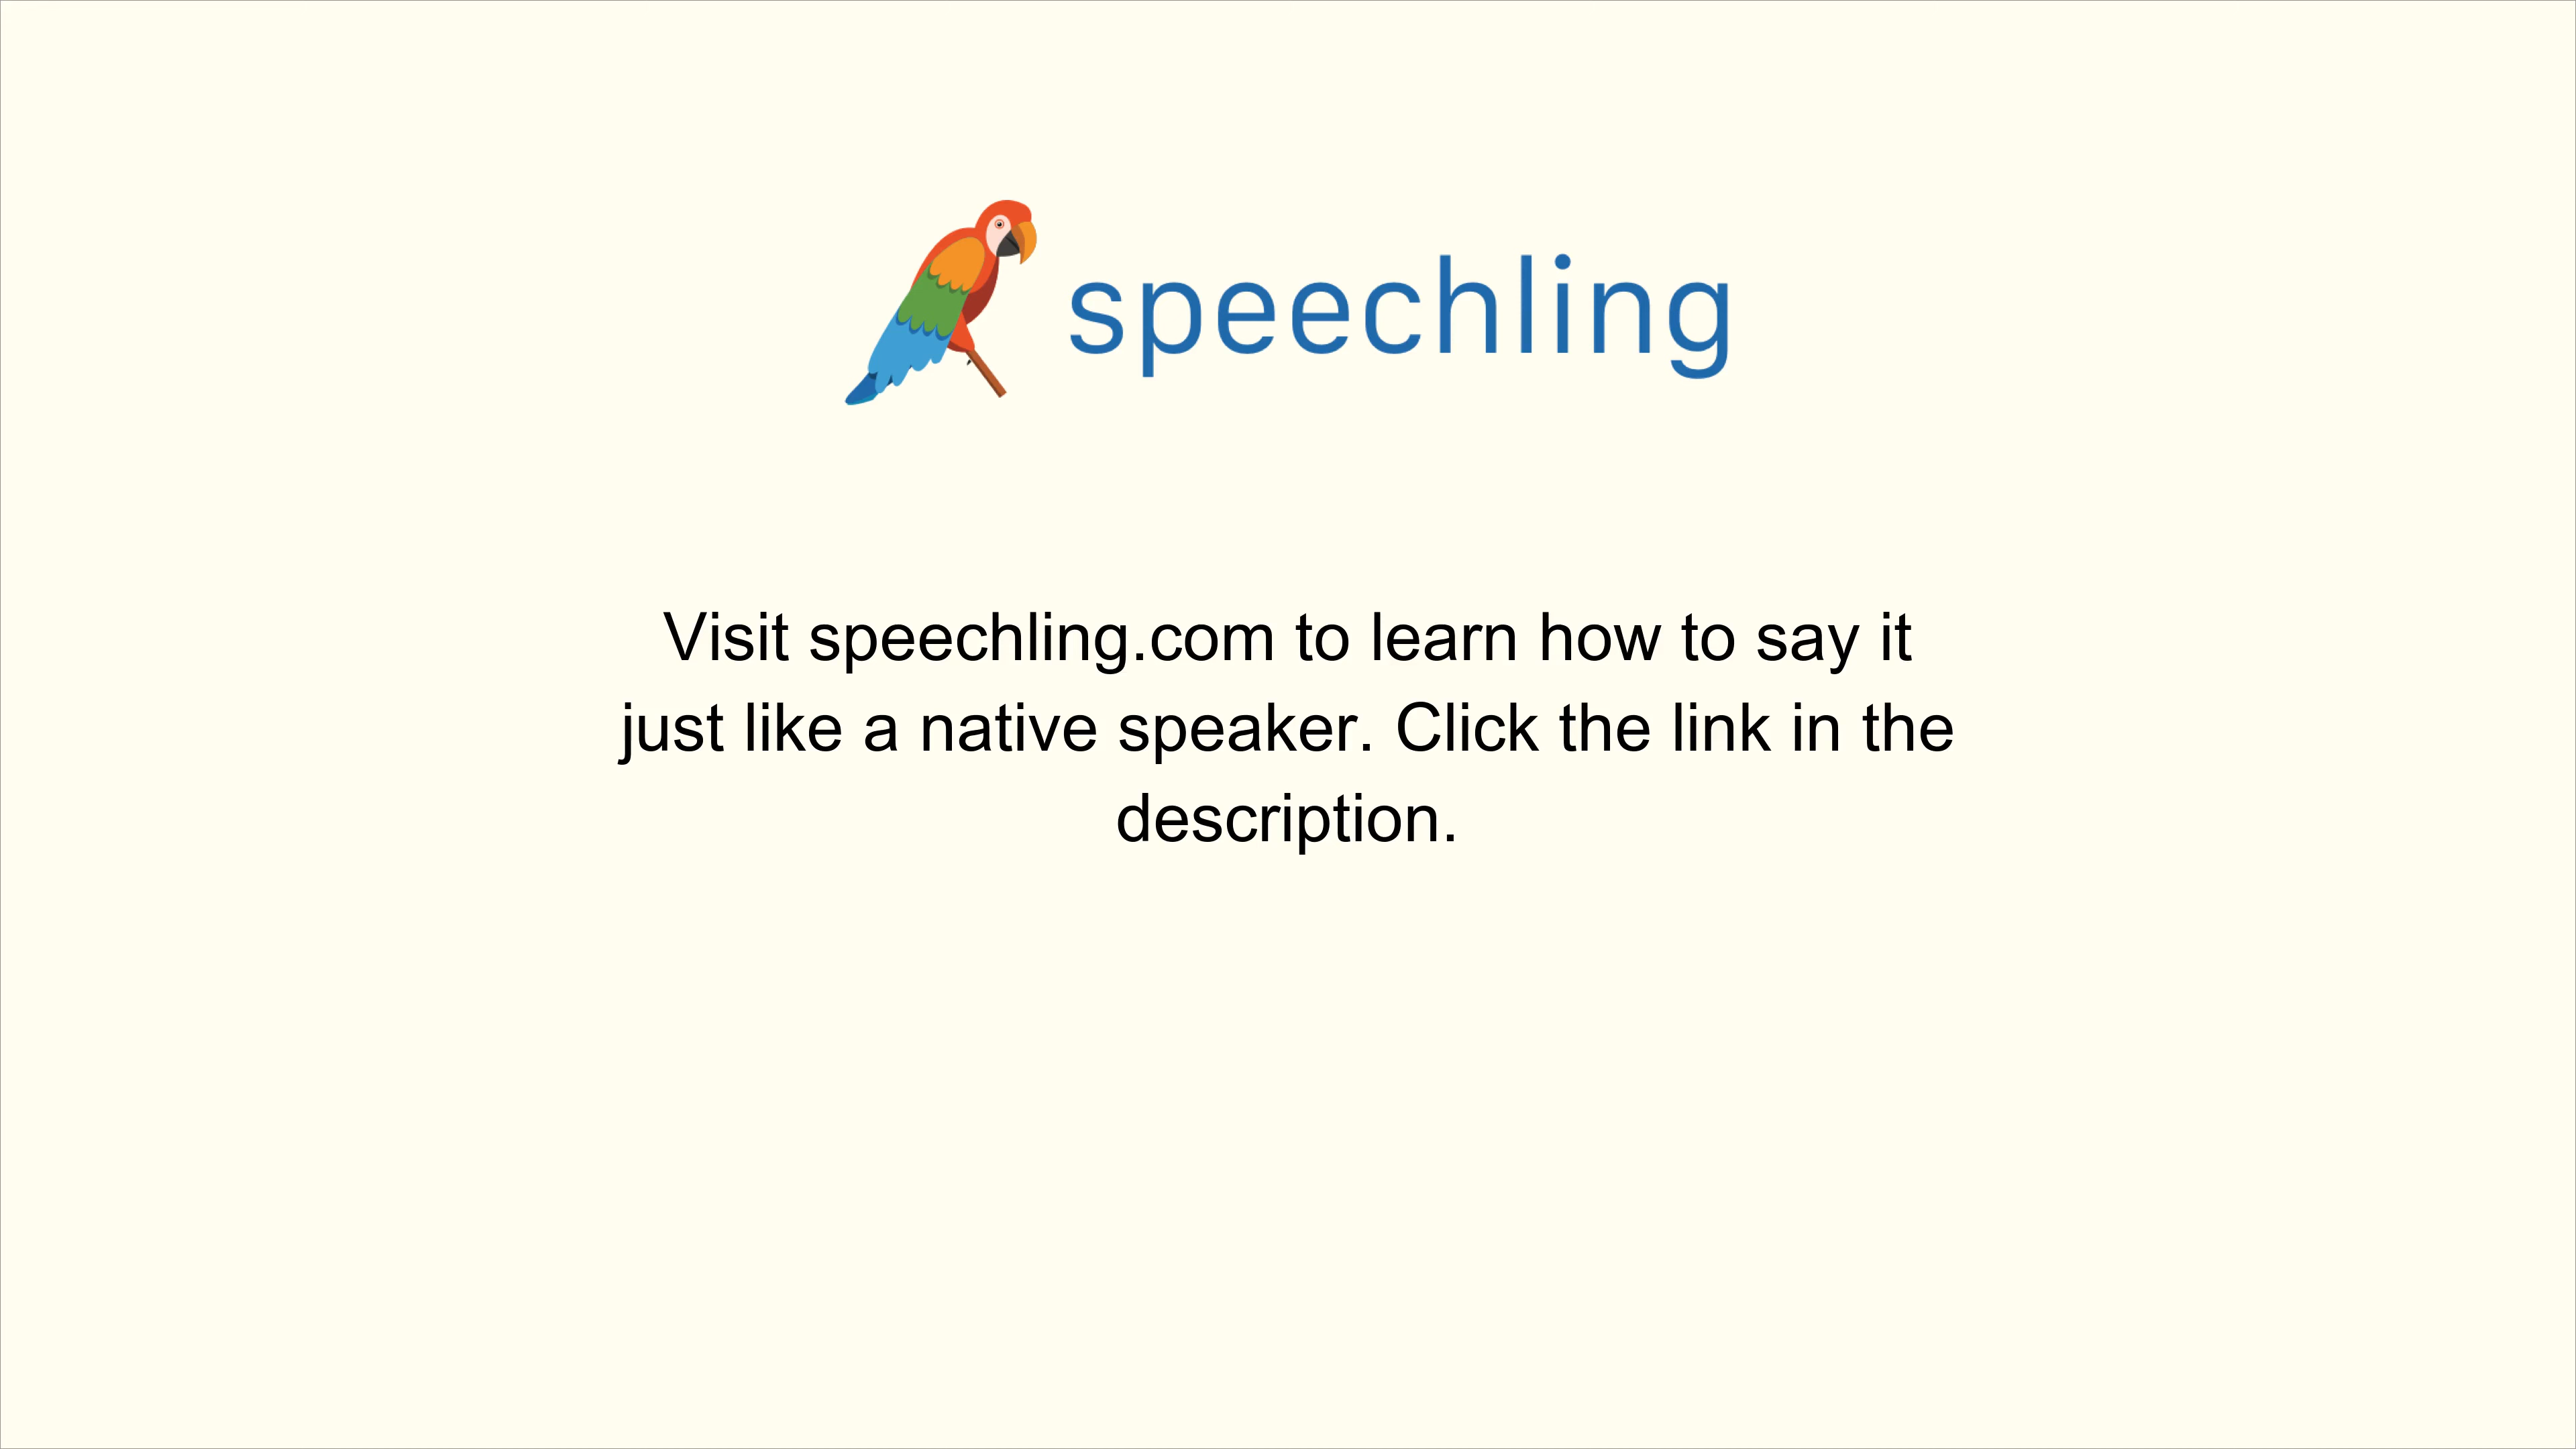 speechling
Visit speechling.com to learn how to say it
just like a native speaker. Click the link in the
description.